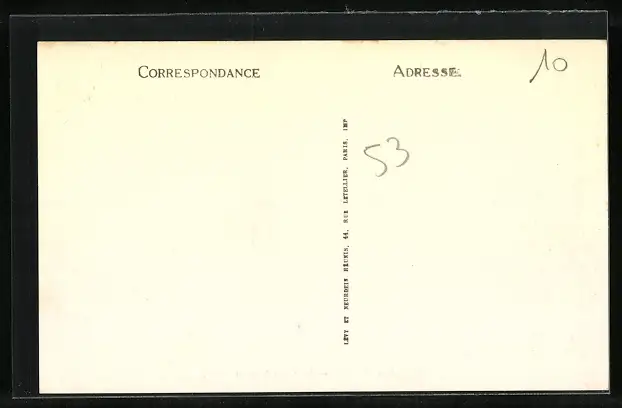 CORRESPONDANCE
ADRESSE
10
53
LÉVY ET NEURDEIN RÉUNIS, 44, RUE LETELLIER, PARIS, IMP